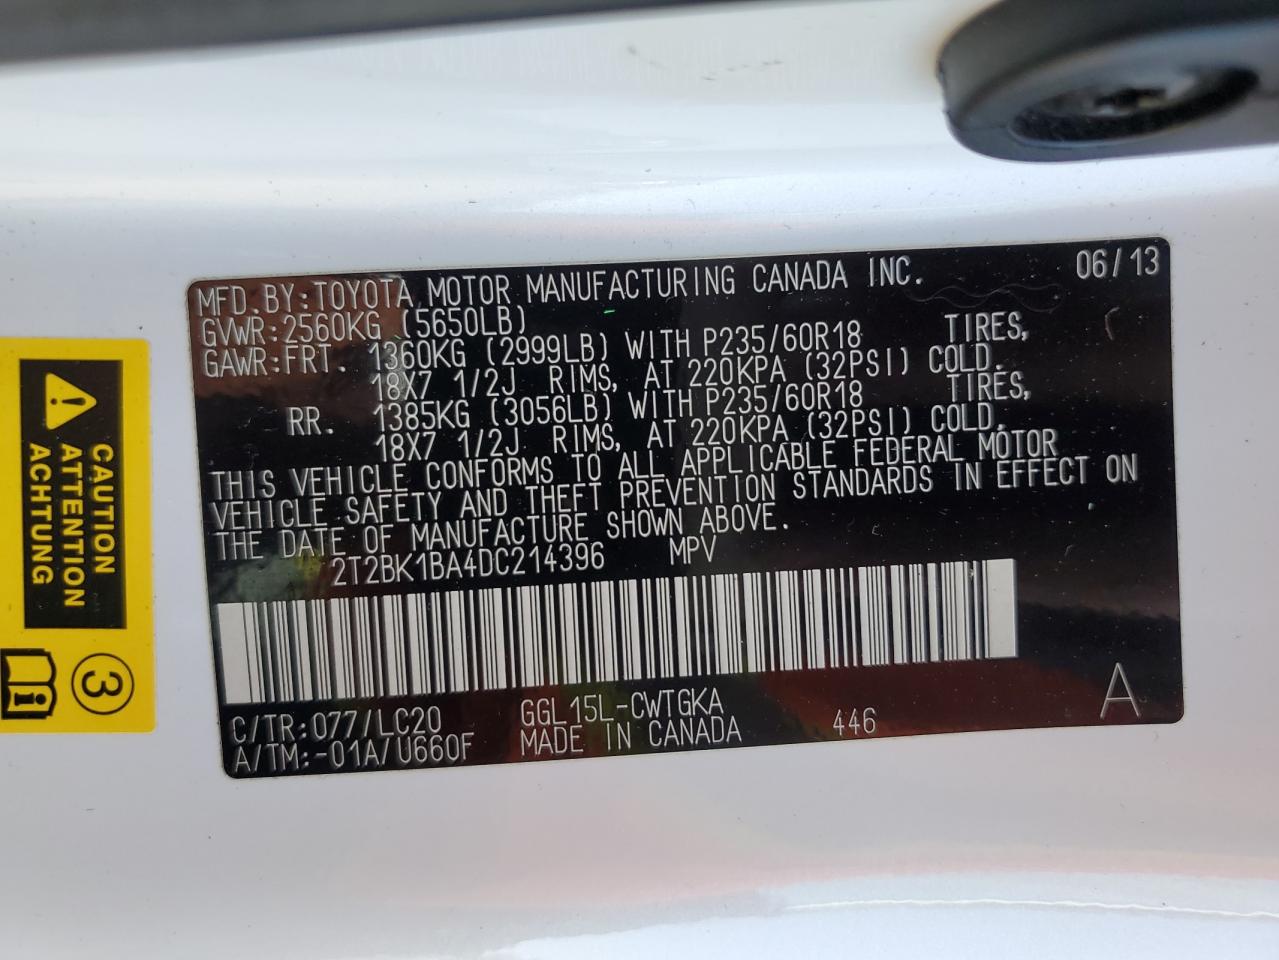 MFD.BY:TOYOTA MOTOR MANUFACTURING CANADA INC. 06/13
GVWR:2560KG (5650LB)
GAWR:FRT. 1360KG (2999LB) WITH P235/60R18 TIRES,
18X7 1/2J RIMS, AT 220KPA (32PSI) COLD.
RR. 1385KG (3056LB) WITH P235/60R18 TIRES,
18X7 1/2J RIMS, AT 220KPA (32PSI) COLD.
THIS VEHICLE CONFORMS TO ALL APPLICABLE FEDERAL MOTOR
VEHICLE SAFETY AND THEFT PREVENTION STANDARDS IN EFFECT ON
THE DATE OF MANUFACTURE SHOWN ABOVE.
2T2BK1BA4DC214396 MPV
C/TR:077/LC20 GGL15L-CWTGKA 446 A
A/TM:-01A/U660F MADE IN CANADA
CAUTION
ATTENTION
ACHTUNG
3